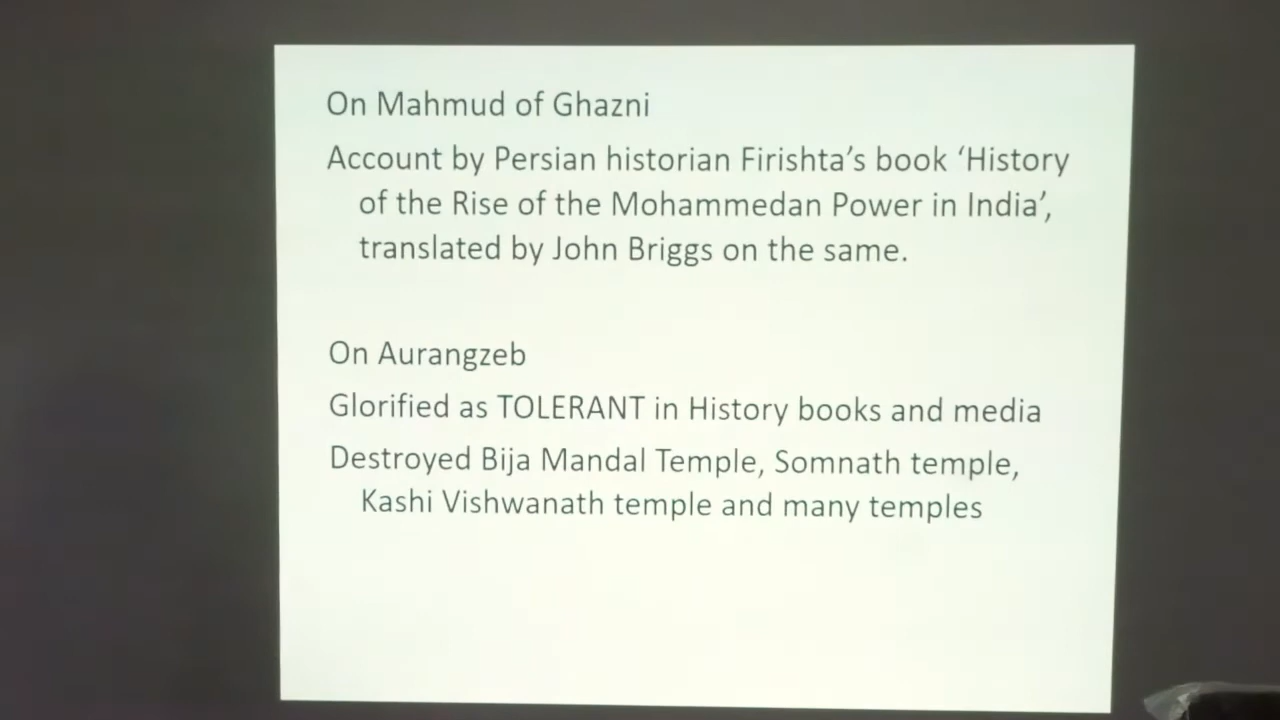 On Mahmud of Ghazni
Account by Persian historian Firishta’s book ‘History
of the Rise of the Mohammedan Power in India’,
translated by John Briggs on the same.
On Aurangzeb
Glorified as TOLERANT in History books and media
Destroyed Bija Mandal Temple, Somnath temple,
Kashi Vishwanath temple and many temples